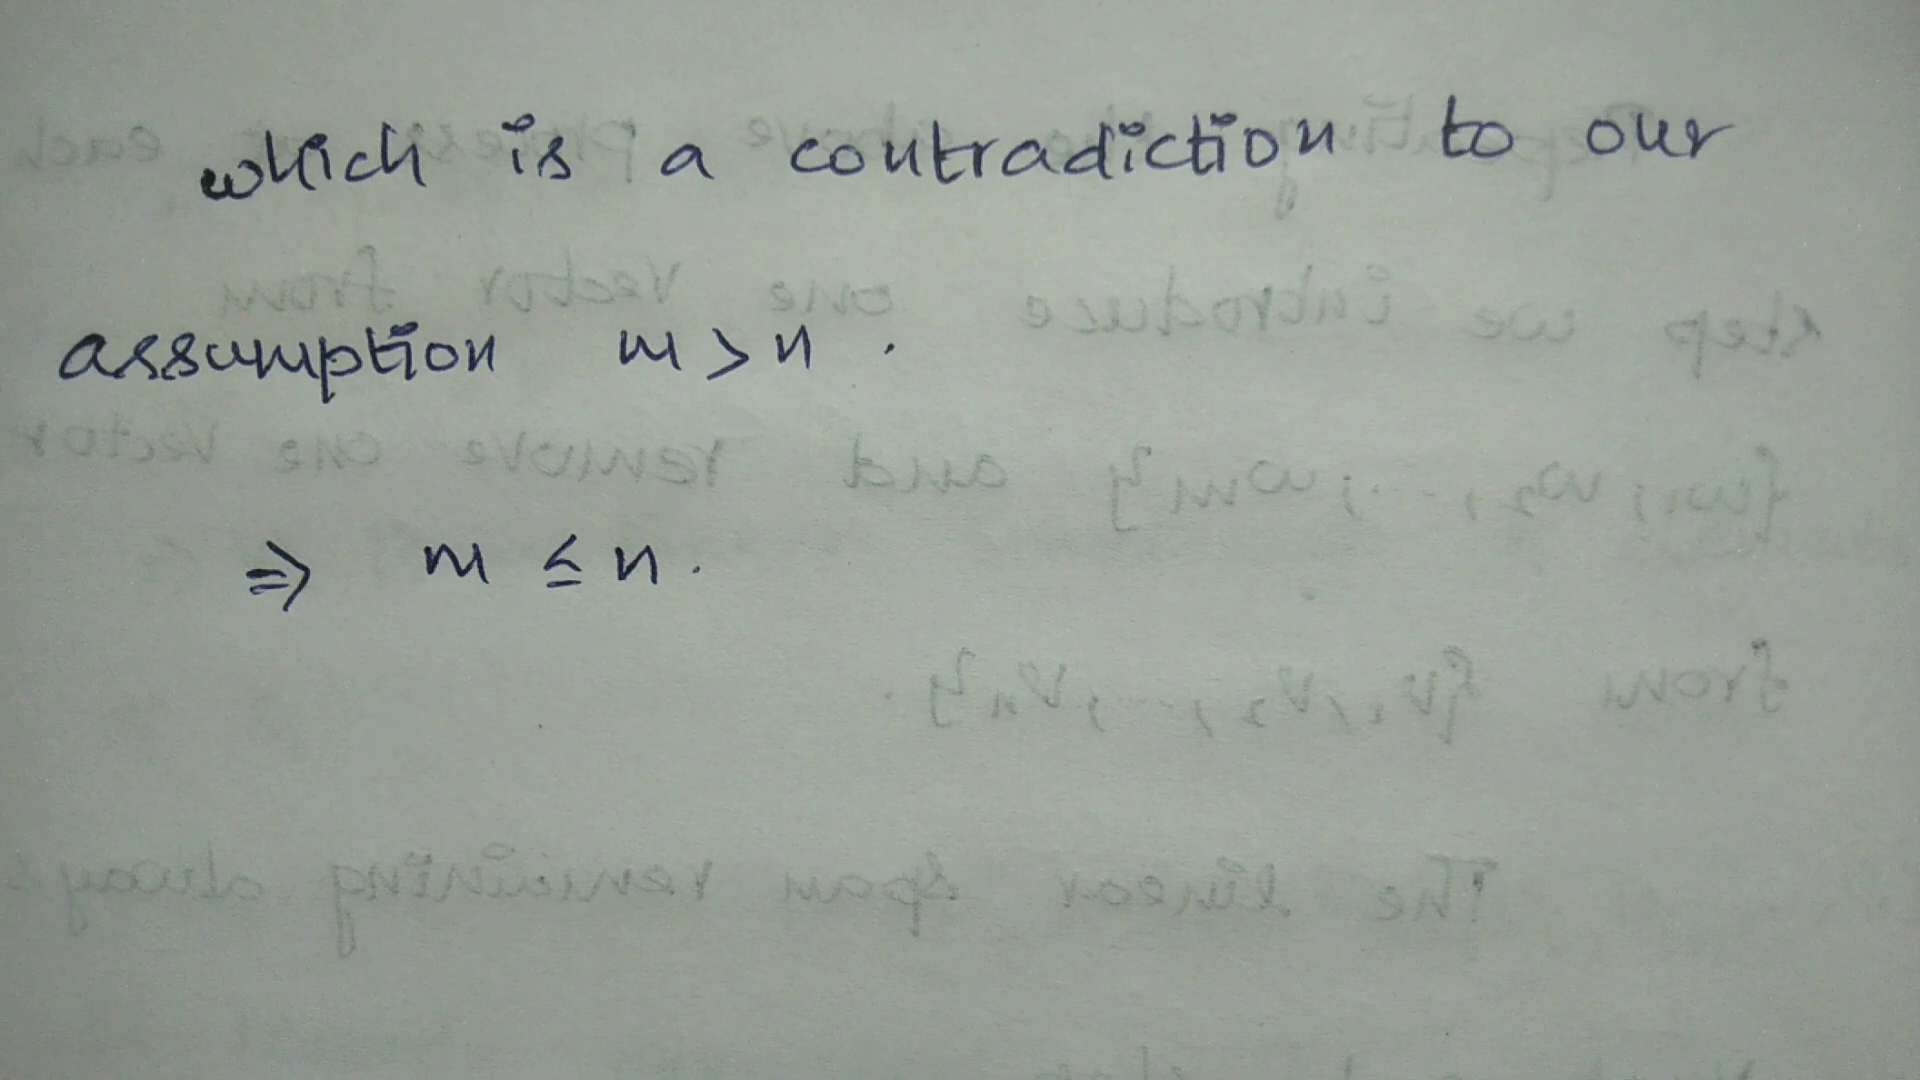 which is a contradiction to our
assumption m > n .
⇒ m ≤ n .